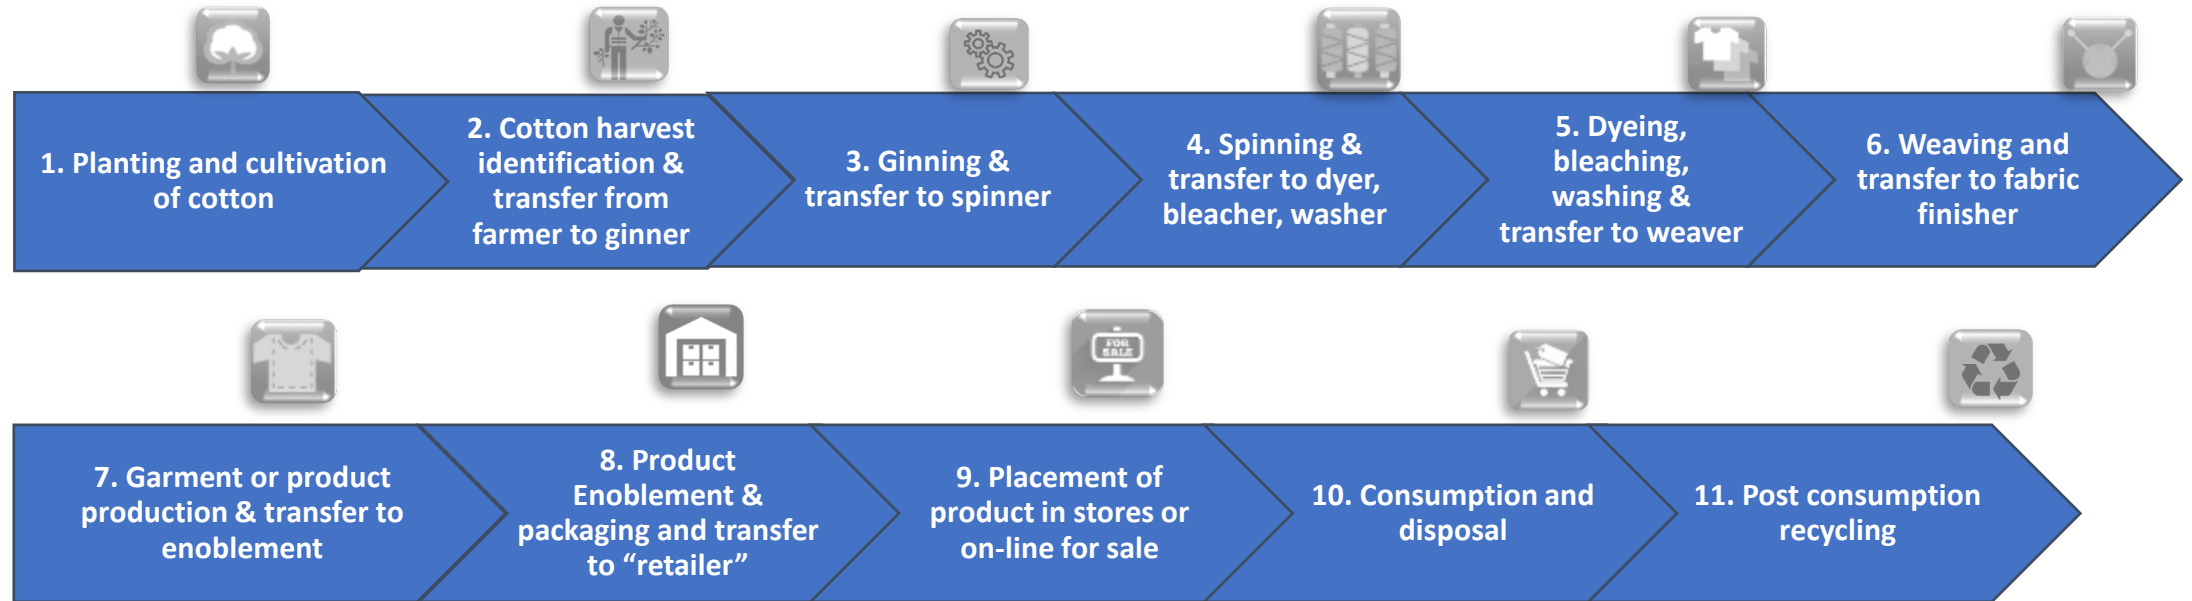 1. Planting and cultivation
of cotton
2. Cotton harvest
identification &
transfer from
farmer to ginner
3. Ginning &
transfer to spinner
4. Spinning &
transfer to dyer,
bleacher, washer
5. Dyeing,
bleaching,
washing &
transfer to weaver
6. Weaving and
transfer to fabric
finisher
FOR
SALE
7. Garment or product
production & transfer to
enoblement
8. Product
Enoblement &
packaging and transfer
to “retailer”
9. Placement of
product in stores or
on-line for sale
10. Consumption and
disposal
11. Post consumption
recycling